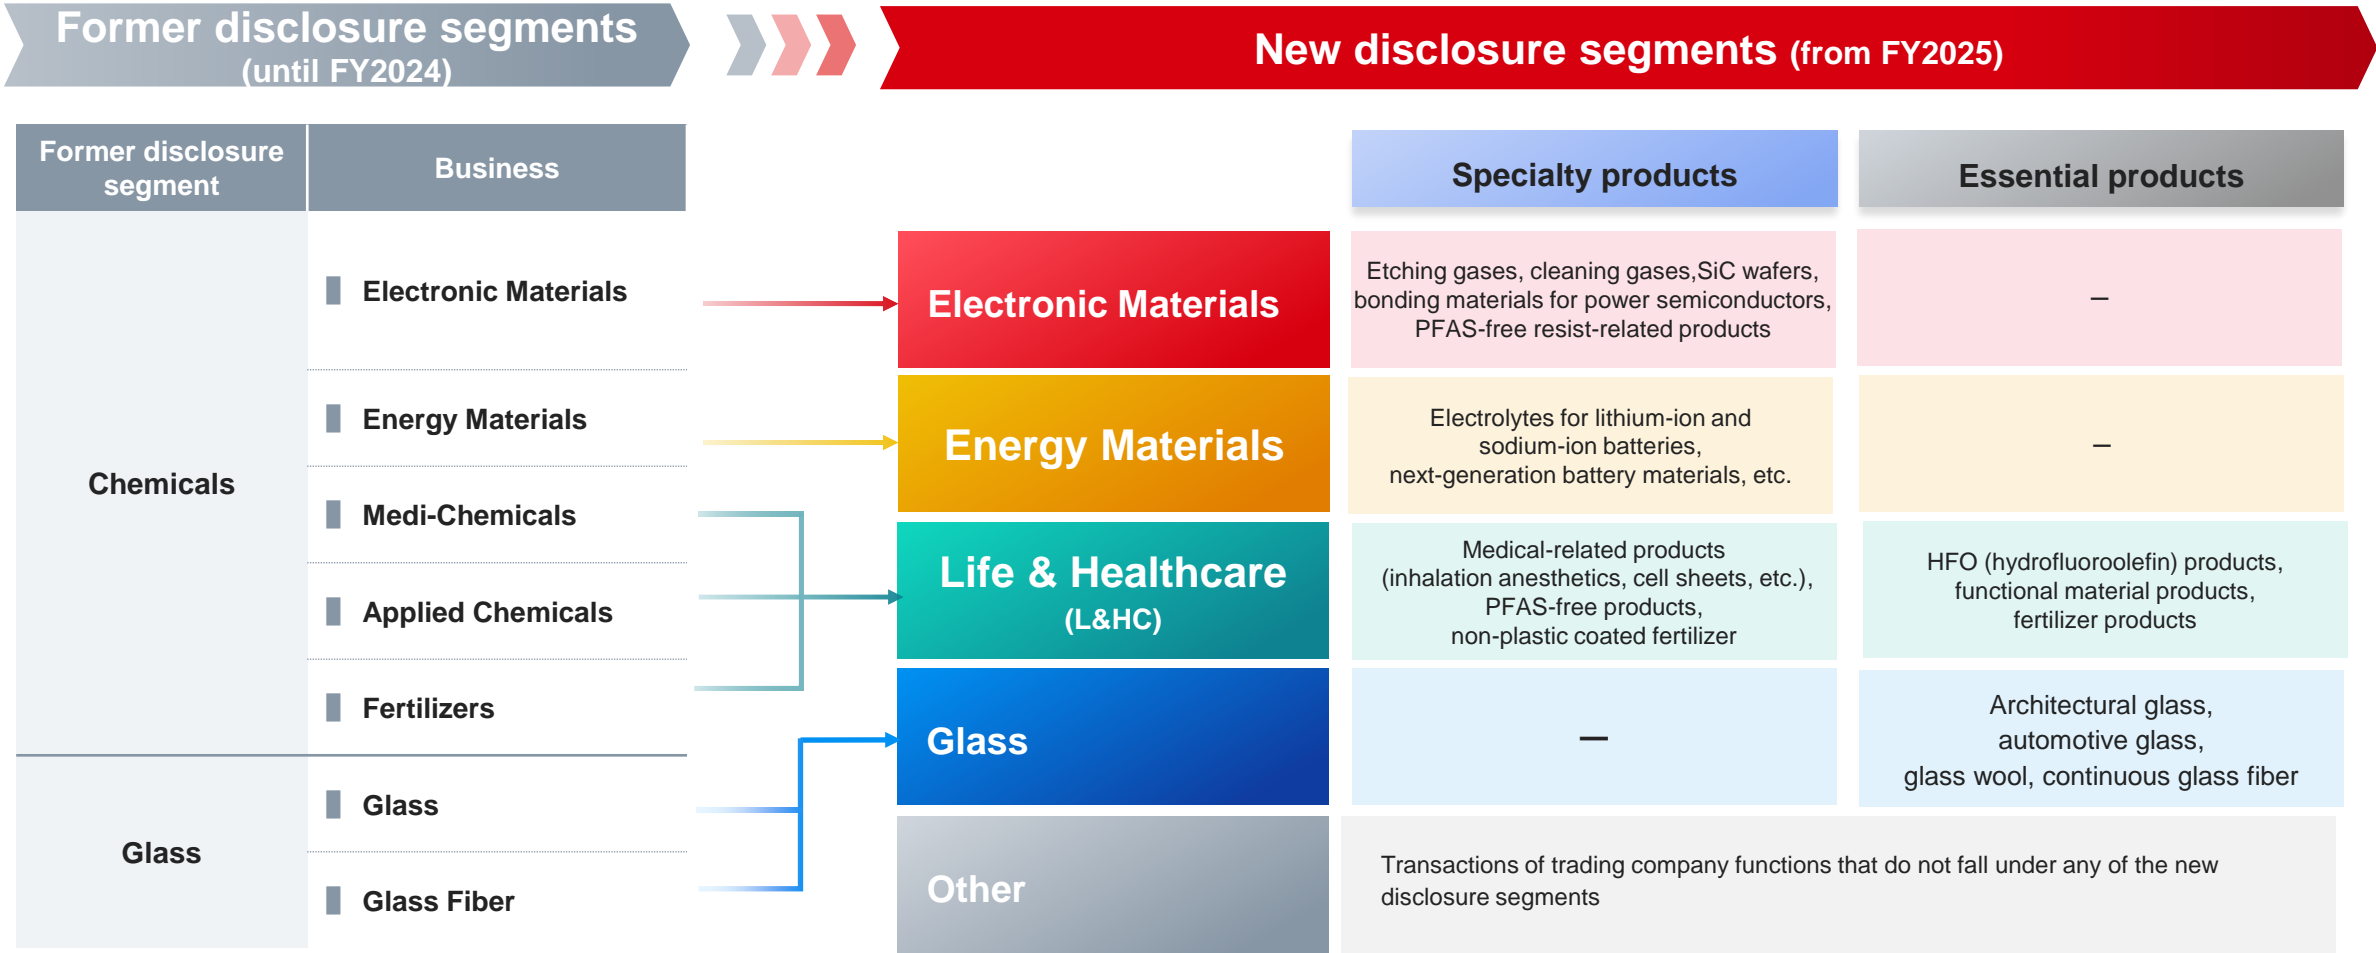 Former disclosure segments
(until FY2024)
New disclosure segments (from FY2025)
Former disclosure
segment
Business
Chemicals
Electronic Materials
Energy Materials
Medi-Chemicals
Applied Chemicals
Fertilizers
Glass
Glass
Glass Fiber
Specialty products
Essential products
Electronic Materials
Etching gases, cleaning gases,SiC wafers,
bonding materials for power semiconductors,
PFAS-free resist-related products
–
Energy Materials
Electrolytes for lithium-ion and
sodium-ion batteries,
next-generation battery materials, etc.
–
Life & Healthcare
(L&HC)
Medical-related products
(inhalation anesthetics, cell sheets, etc.),
PFAS-free products,
non-plastic coated fertilizer
HFO (hydrofluoroolefin) products,
functional material products,
fertilizer products
Glass
—
Architectural glass,
automotive glass,
glass wool, continuous glass fiber
Other
Transactions of trading company functions that do not fall under any of the new
disclosure segments